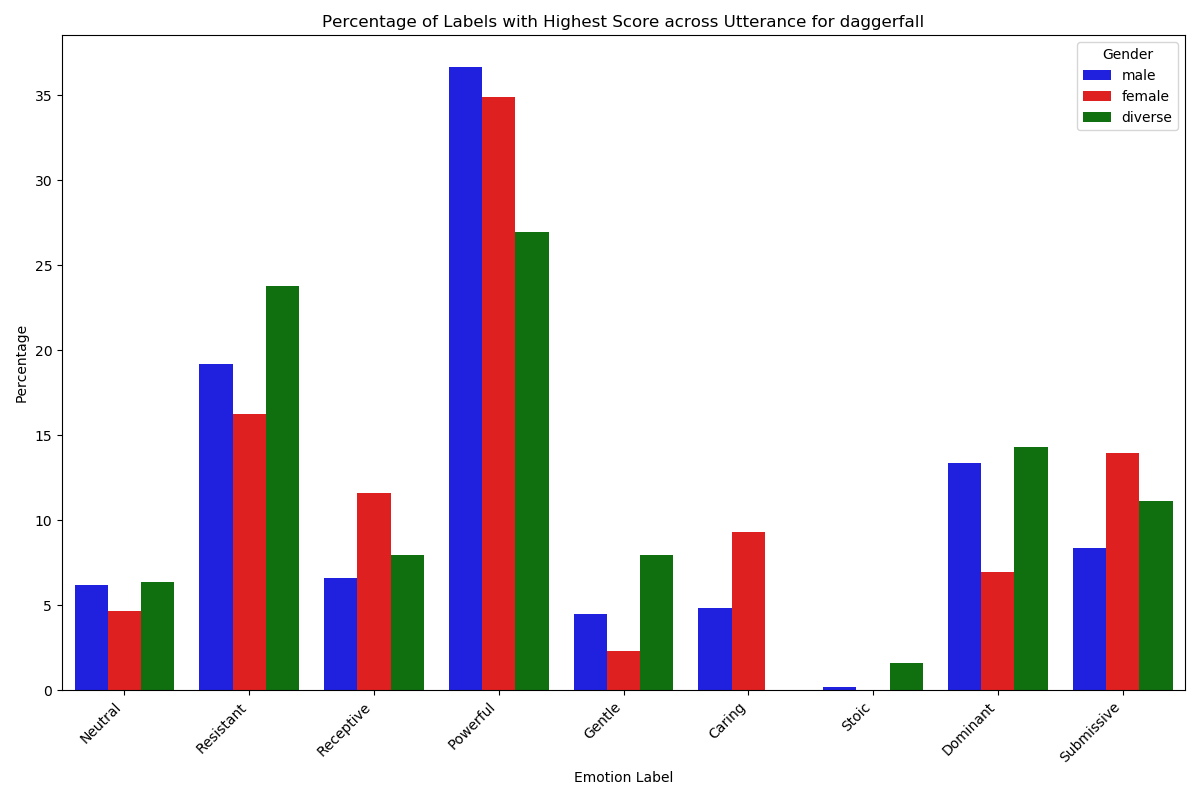 Percentage of Labels with Highest Score across Utterance for daggerfall
Gender
male
female
diverse
Percentage
35
30
25
20
15
10
5
0
Neutral
Resistant
Receptive
Powerful
Gentle
Caring
Stoic
Dominant
Submissive
Emotion Label